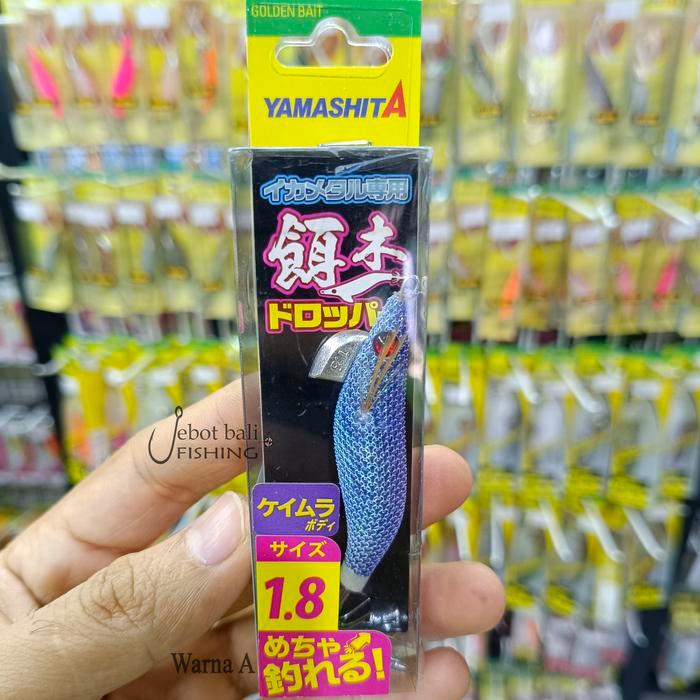 GOLDEN BAIT
YAMASHITA
イカメタル専用
餌木
ドロッパー
Jebot bali
FISHING
ケイムラ
ボディ
サイズ
1.8
Warna A
めちゃ
釣れる!